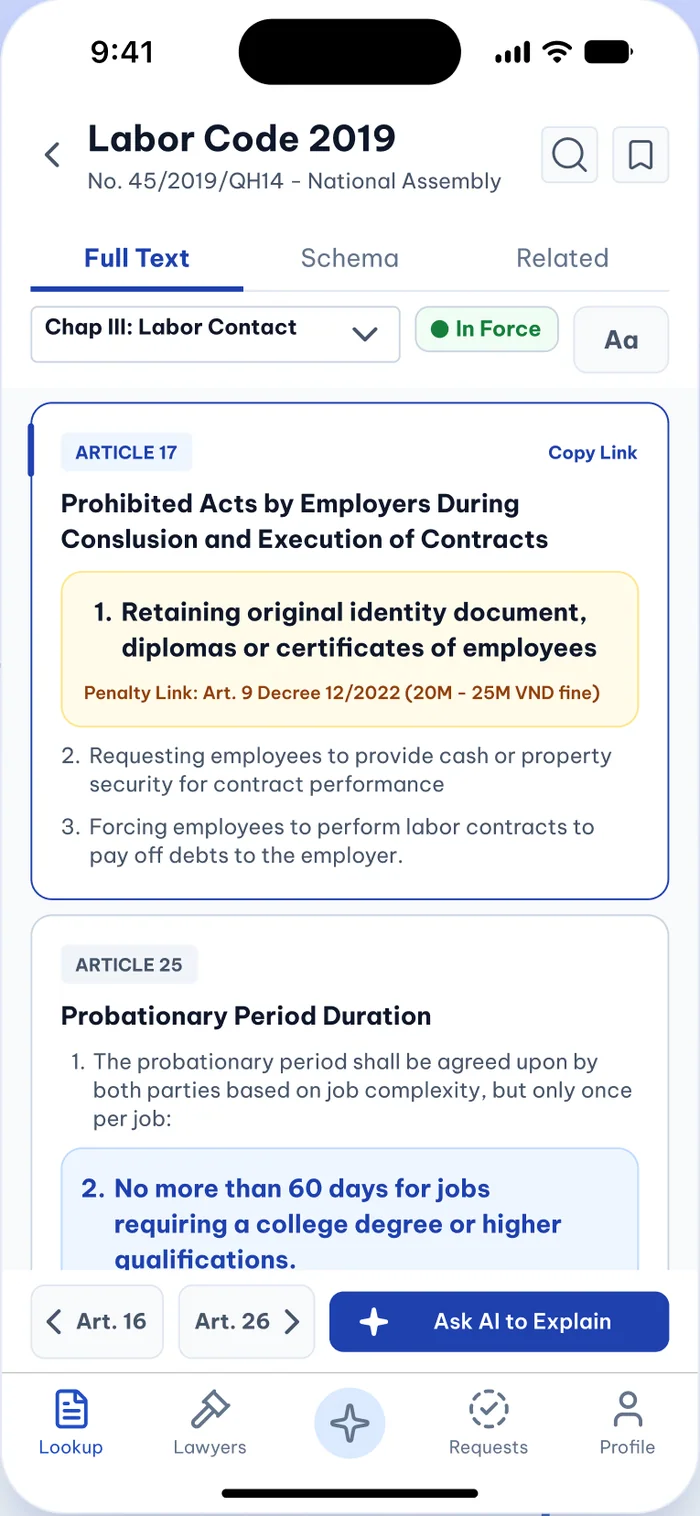 9:41
Labor Code 2019
No. 45/2019/QH14 - National Assembly
Full Text
Schema
Related
Chap III: Labor Contact
In Force
Aa
ARTICLE 17
Copy Link
Prohibited Acts by Employers During
Conslusion and Execution of Contracts
1. Retaining original identity document,
diplomas or certificates of employees
Penalty Link: Art. 9 Decree 12/2022 (20M - 25M VND fine)
2. Requesting employees to provide cash or property
security for contract performance
3. Forcing employees to perform labor contracts to
pay off debts to the employer.
ARTICLE 25
Probationary Period Duration
1. The probationary period shall be agreed upon by
both parties based on job complexity, but only once
per job:
2. No more than 60 days for jobs
requiring a college degree or higher
qualifications.
Art. 16
Art. 26
Ask AI to Explain
Lookup
Lawyers
Requests
Profile